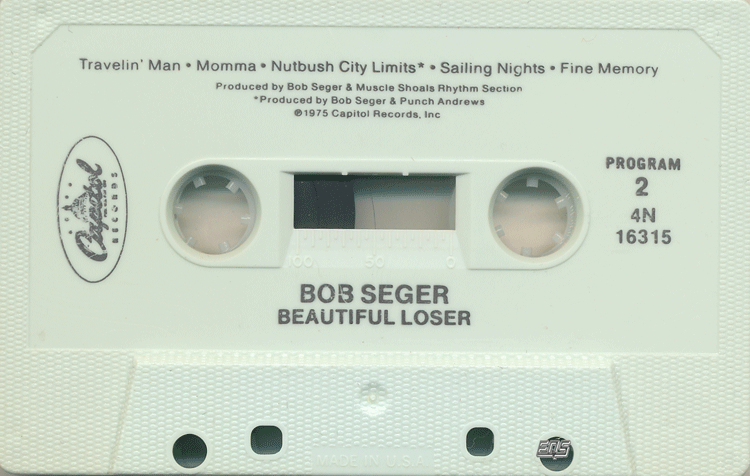 Travelin' Man • Momma • Nutbush City Limits* • Sailing Nights • Fine Memory
Produced by Bob Seger & Muscle Shoals Rhythm Section
*Produced by Bob Seger & Punch Andrews
℗1975 Capitol Records, Inc
Capitol
RECORDS
PROGRAM
2
4N
16315
100 50 0
BOB SEGER
BEAUTIFUL LOSER